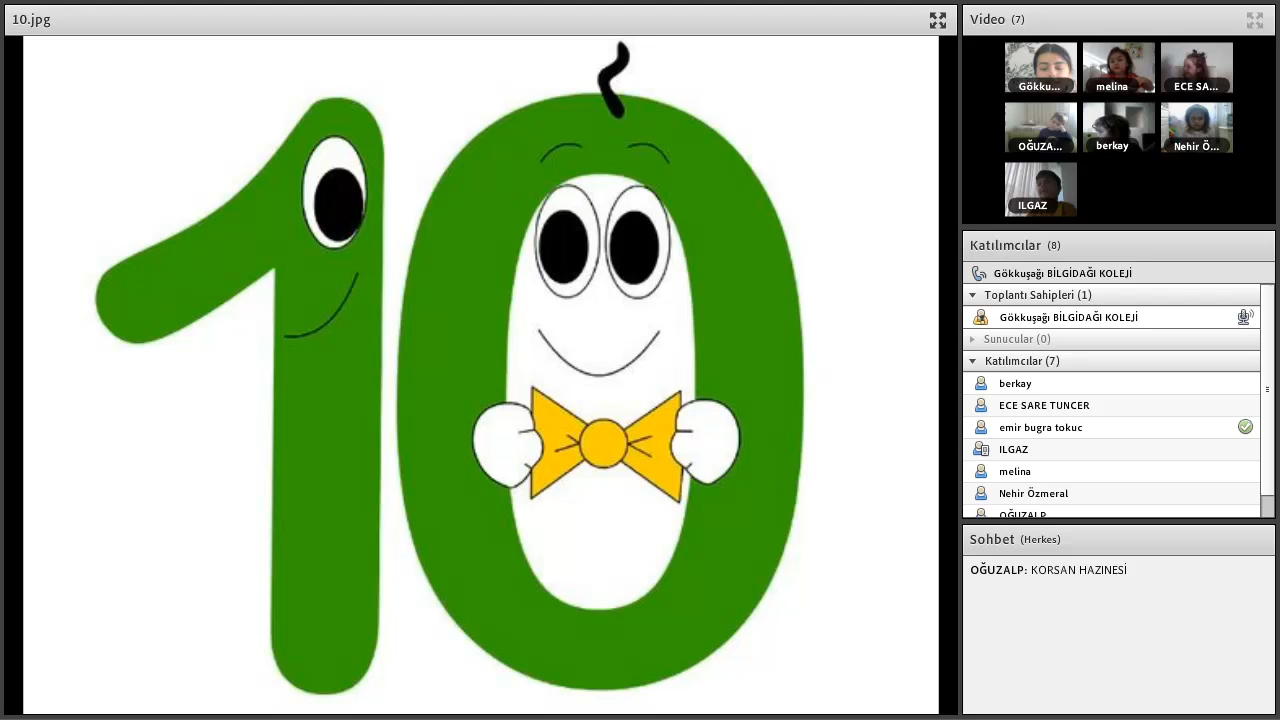 10.jpg
10
Video (7)
Gökku...
melina
ECE SA...
OĞUZA...
berkay
Nehir Ö...
ILGAZ
Katılımcılar (8)
Gökkuşağı BİLGİDAĞI KOLEJİ
Toplantı Sahipleri (1)
Gökkuşağı BİLGİDAĞI KOLEJİ
Sunucular (0)
Katılımcılar (7)
berkay
ECE SARE TUNCER
emir bugra tokuc
ILGAZ
melina
Nehir Özmeral
OĞUZALP
Sohbet (Herkes)
OĞUZALP: KORSAN HAZINESİ